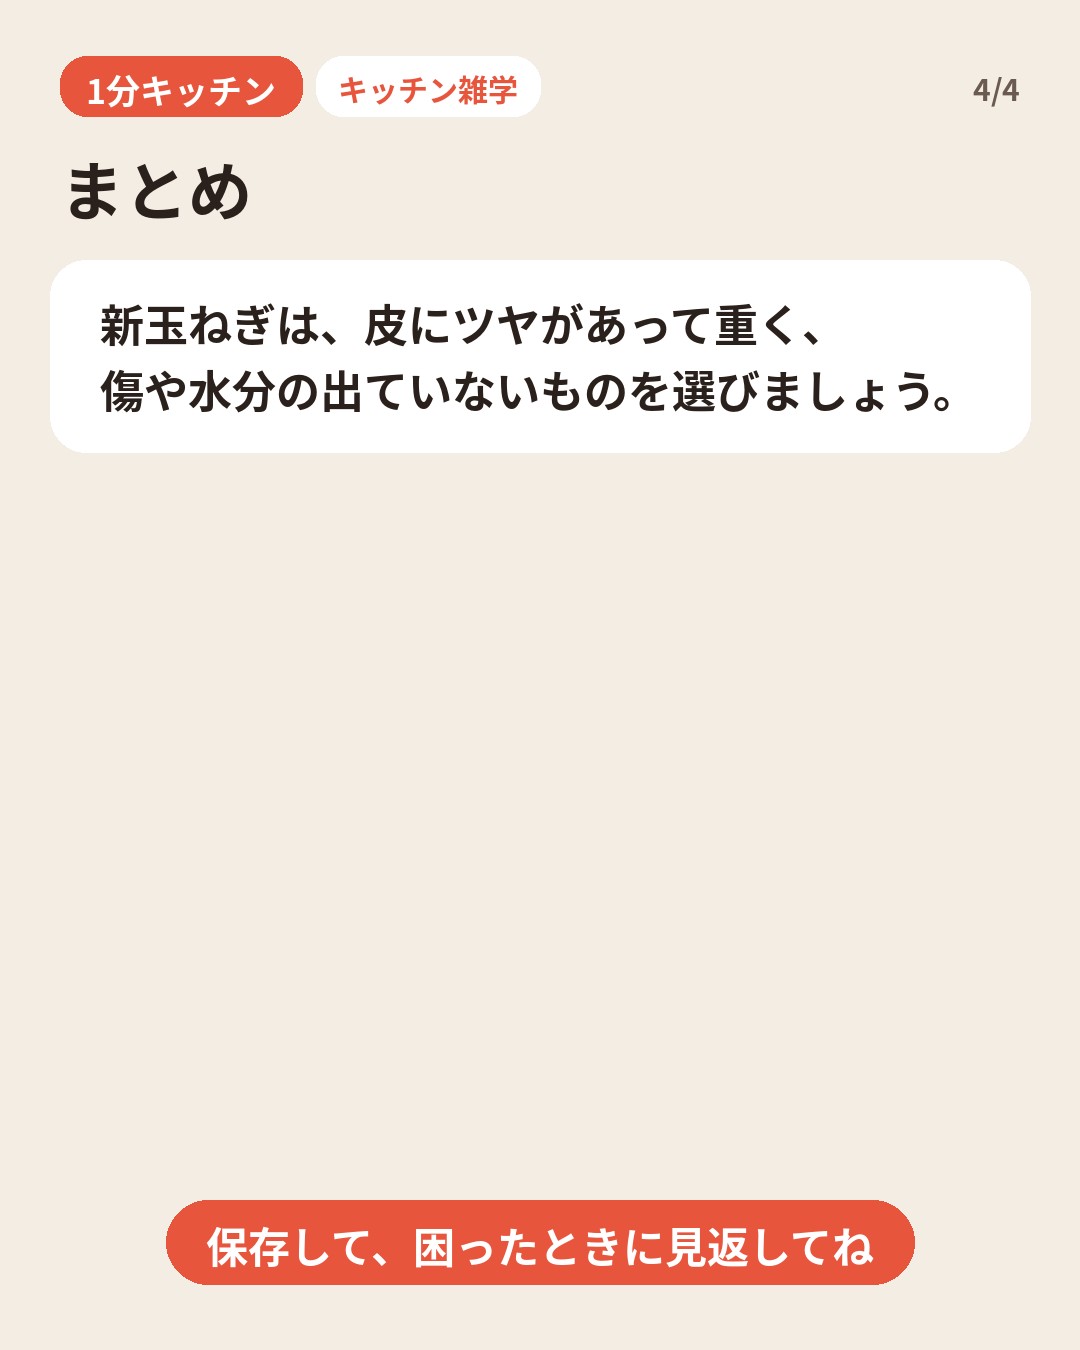 1分キッチン
キッチン雑学
4/4
まとめ
新玉ねぎは、皮にツヤがあって重く、
傷や水分の出ていないものを選びましょう。
保存して、困ったときに見返してね